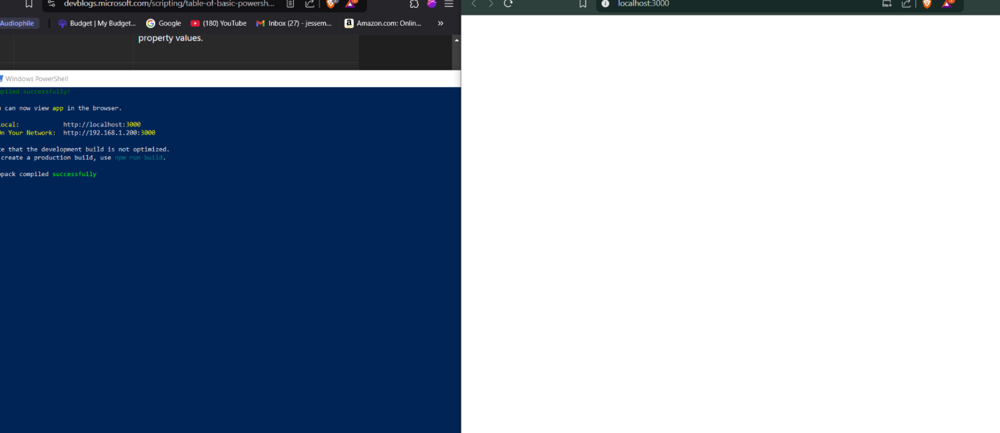 devblogs.microsoft.com/scripting/table-of-basic-powersh...
localhost:3000
Audiophile
Budget | My Budget...
Google
(180) YouTube
Inbox (27) - jessem...
Amazon.com: Onlin...
property values.
Windows PowerShell
mpiled successfully!
can now view app in the browser.
ocal: http://localhost:3000
On Your Network: http://192.168.1.200:3000
te that the development build is not optimized.
create a production build, use npm run build.
pack compiled successfully